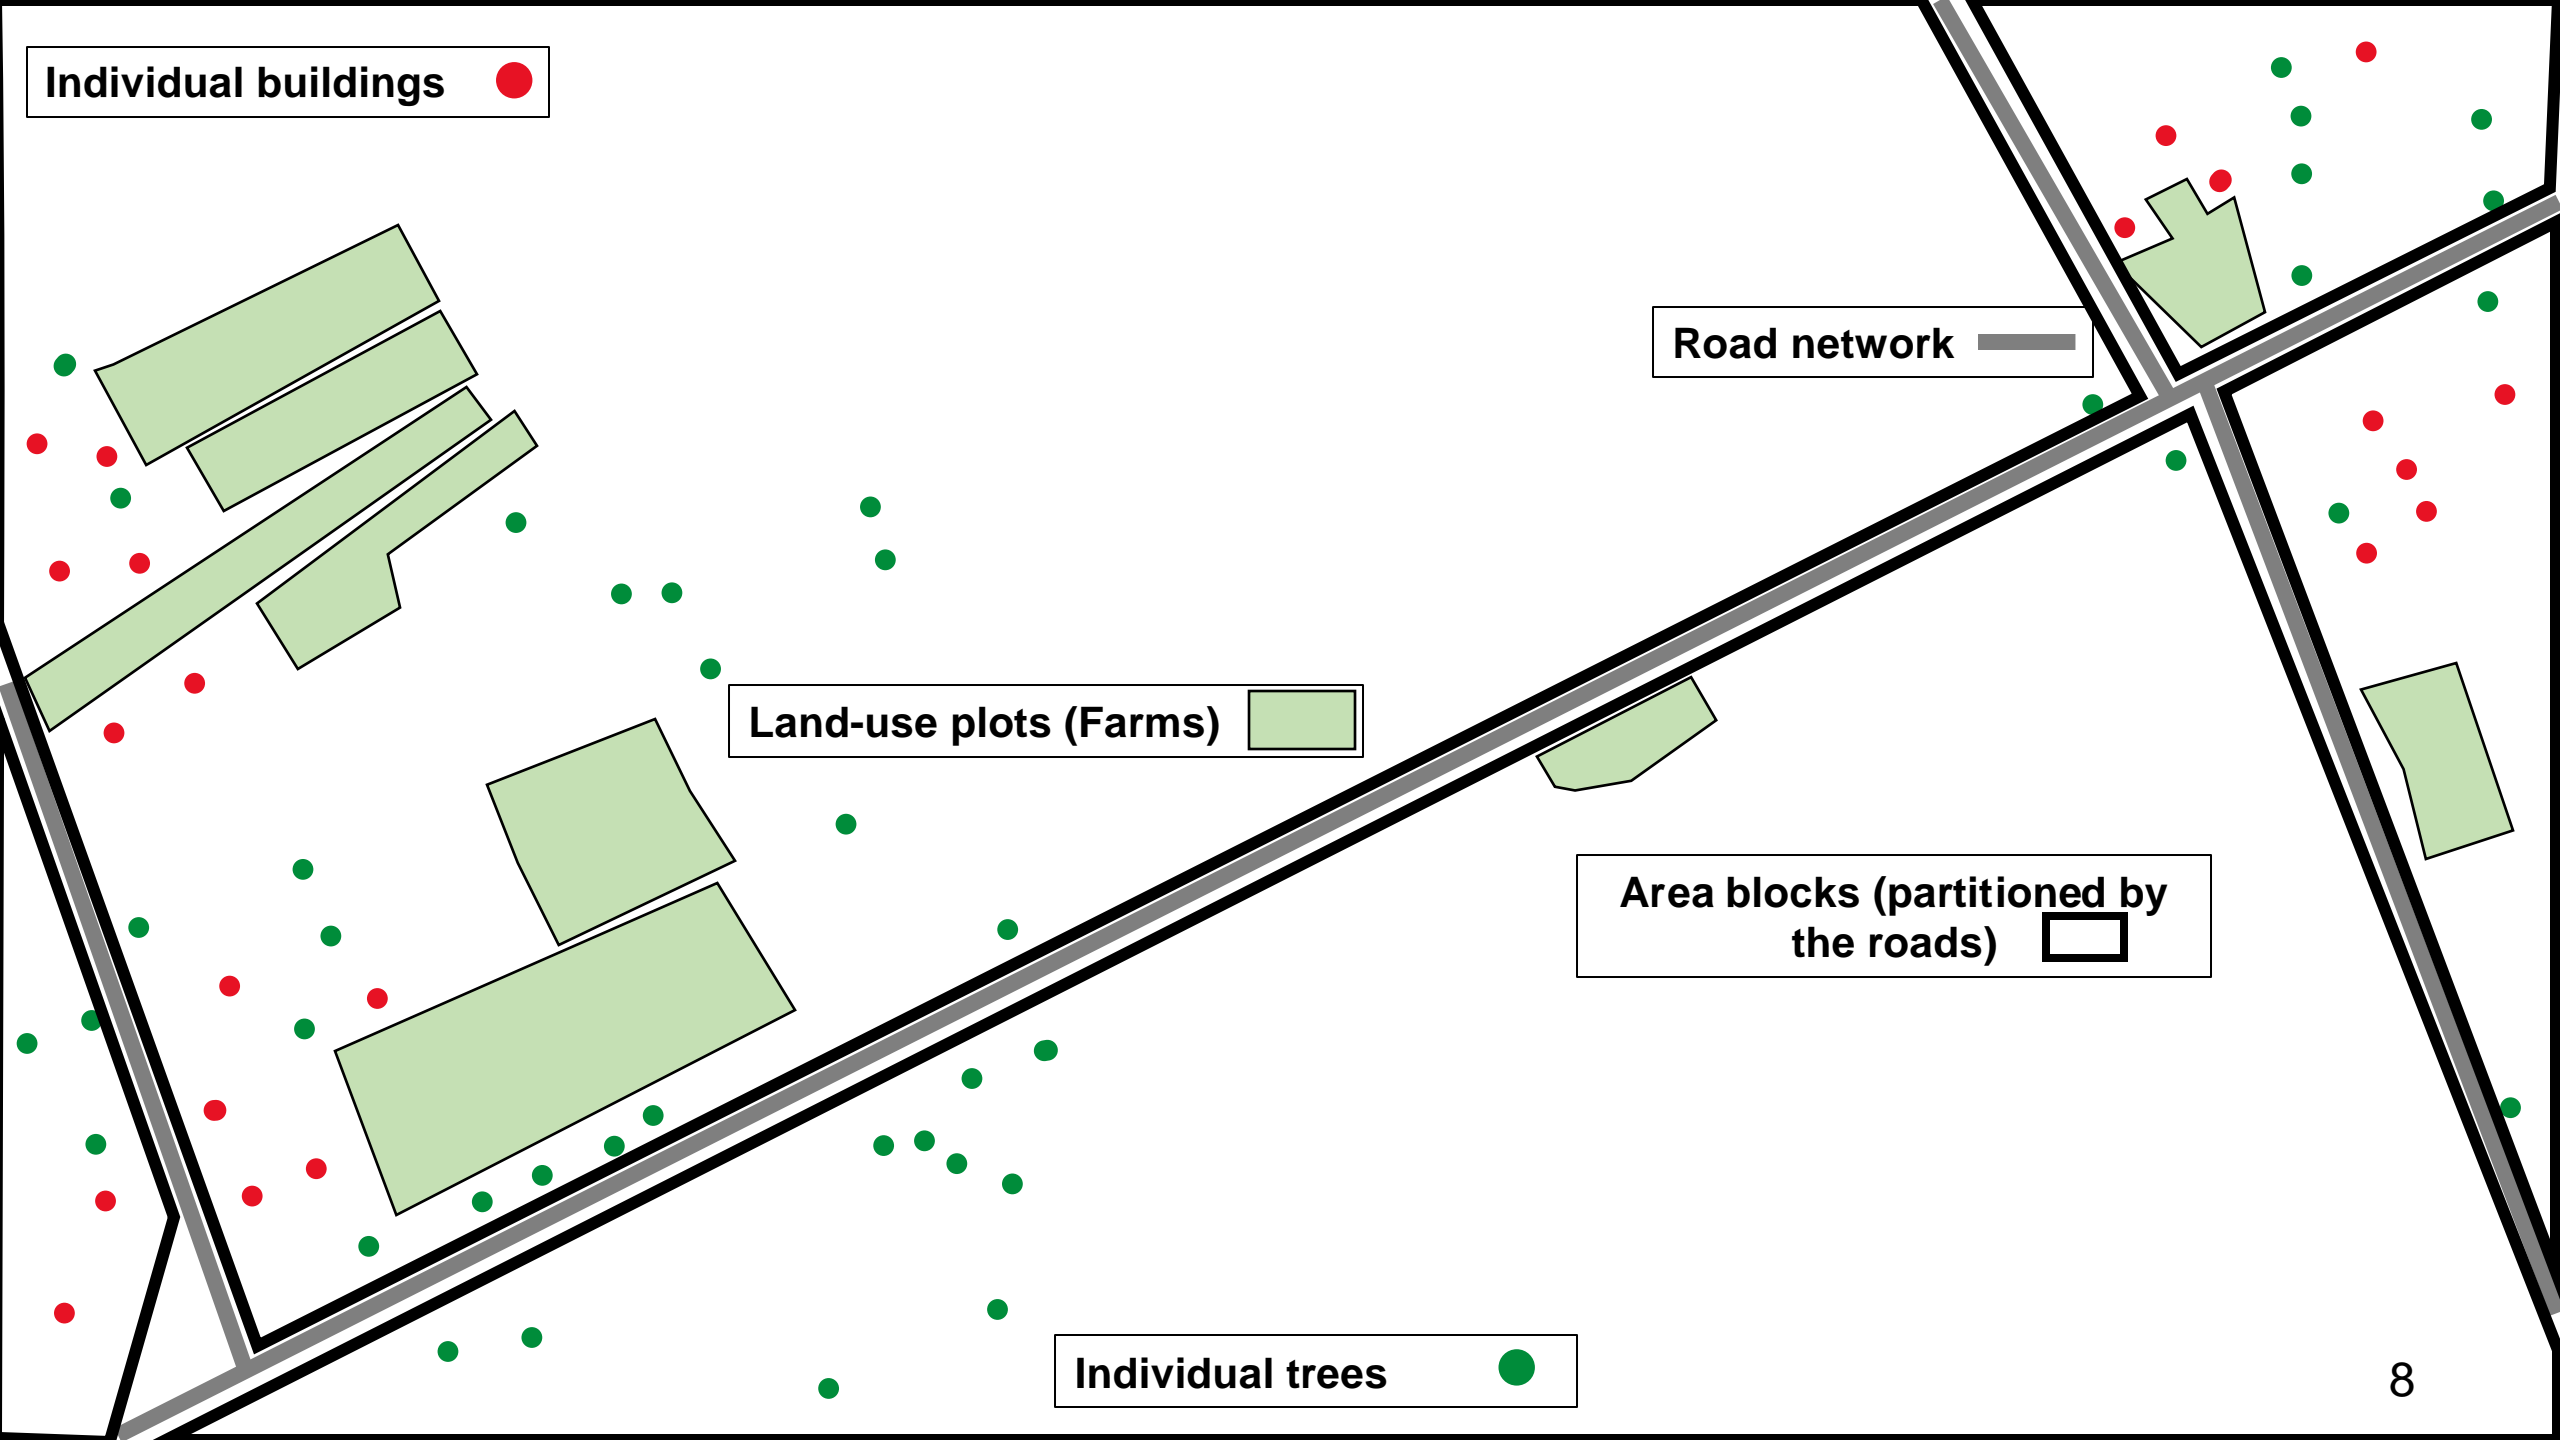 Individual buildings
Road network
Land-use plots (Farms)
Area blocks (partitioned by
the roads)
Individual trees
8